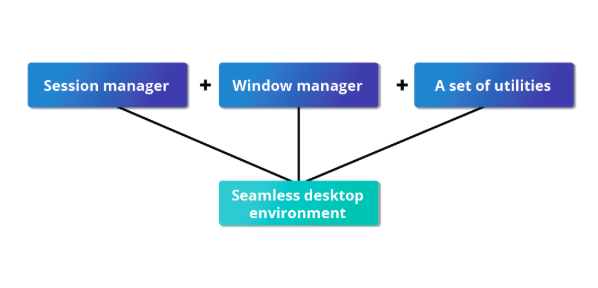 Session manager + Window manager + A set of utilities
Seamless desktop
environment